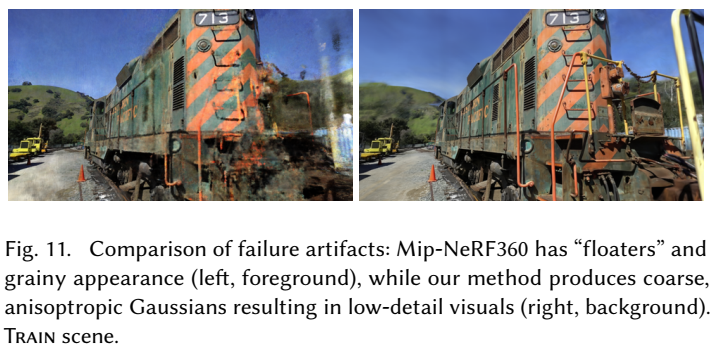 713
713
Fig. 11. Comparison of failure artifacts: Mip-NeRF360 has “floaters” and
grainy appearance (left, foreground), while our method produces coarse,
anisoptropic Gaussians resulting in low-detail visuals (right, background).
Train scene.